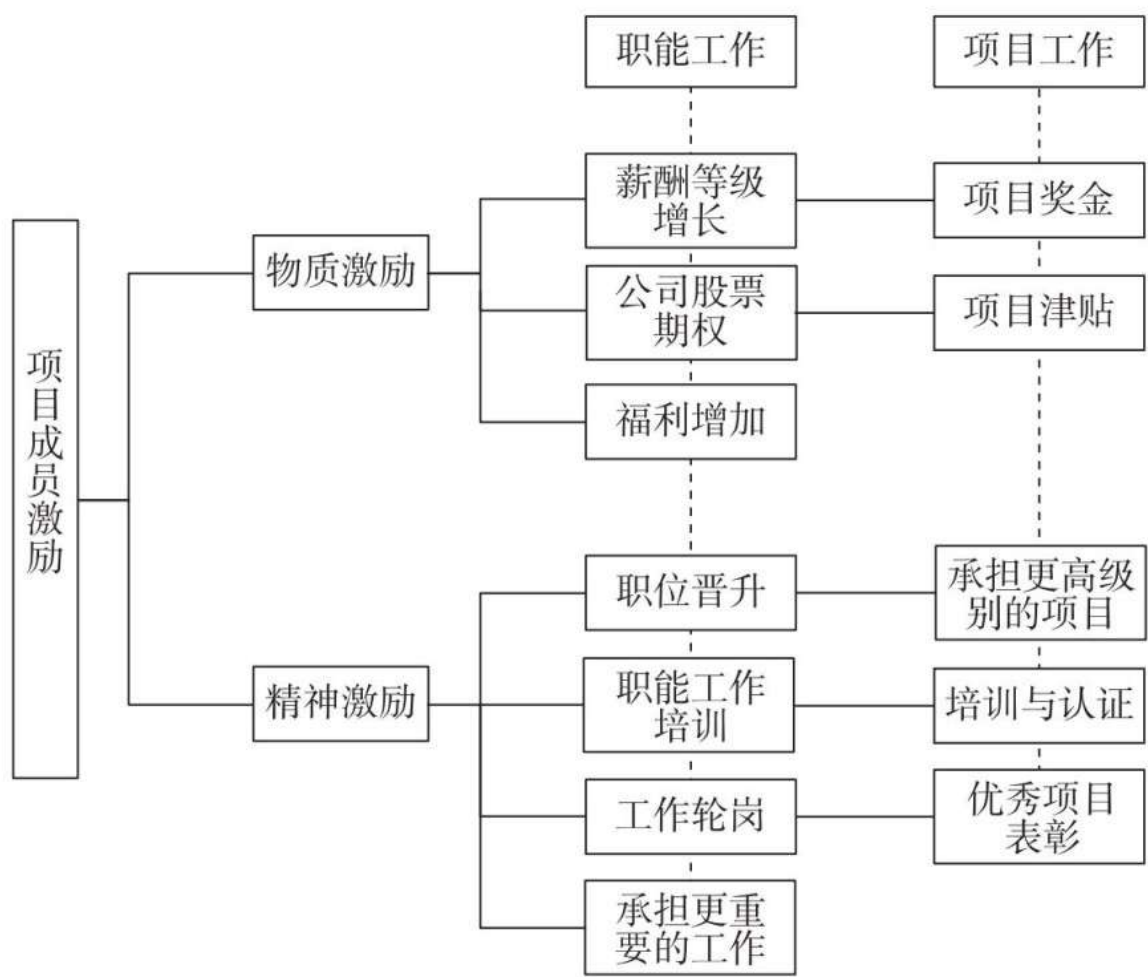 职能工作
项目工作
薪酬等级
增长
项目奖金
物质激励
公司股票
期权
项目津贴
福利增加
项目成员激励
职位晋升
承担更高级
别的项目
精神激励
职能工作
培训
培训与认证
工作轮岗
优秀项目
表彰
承担更重
要的工作